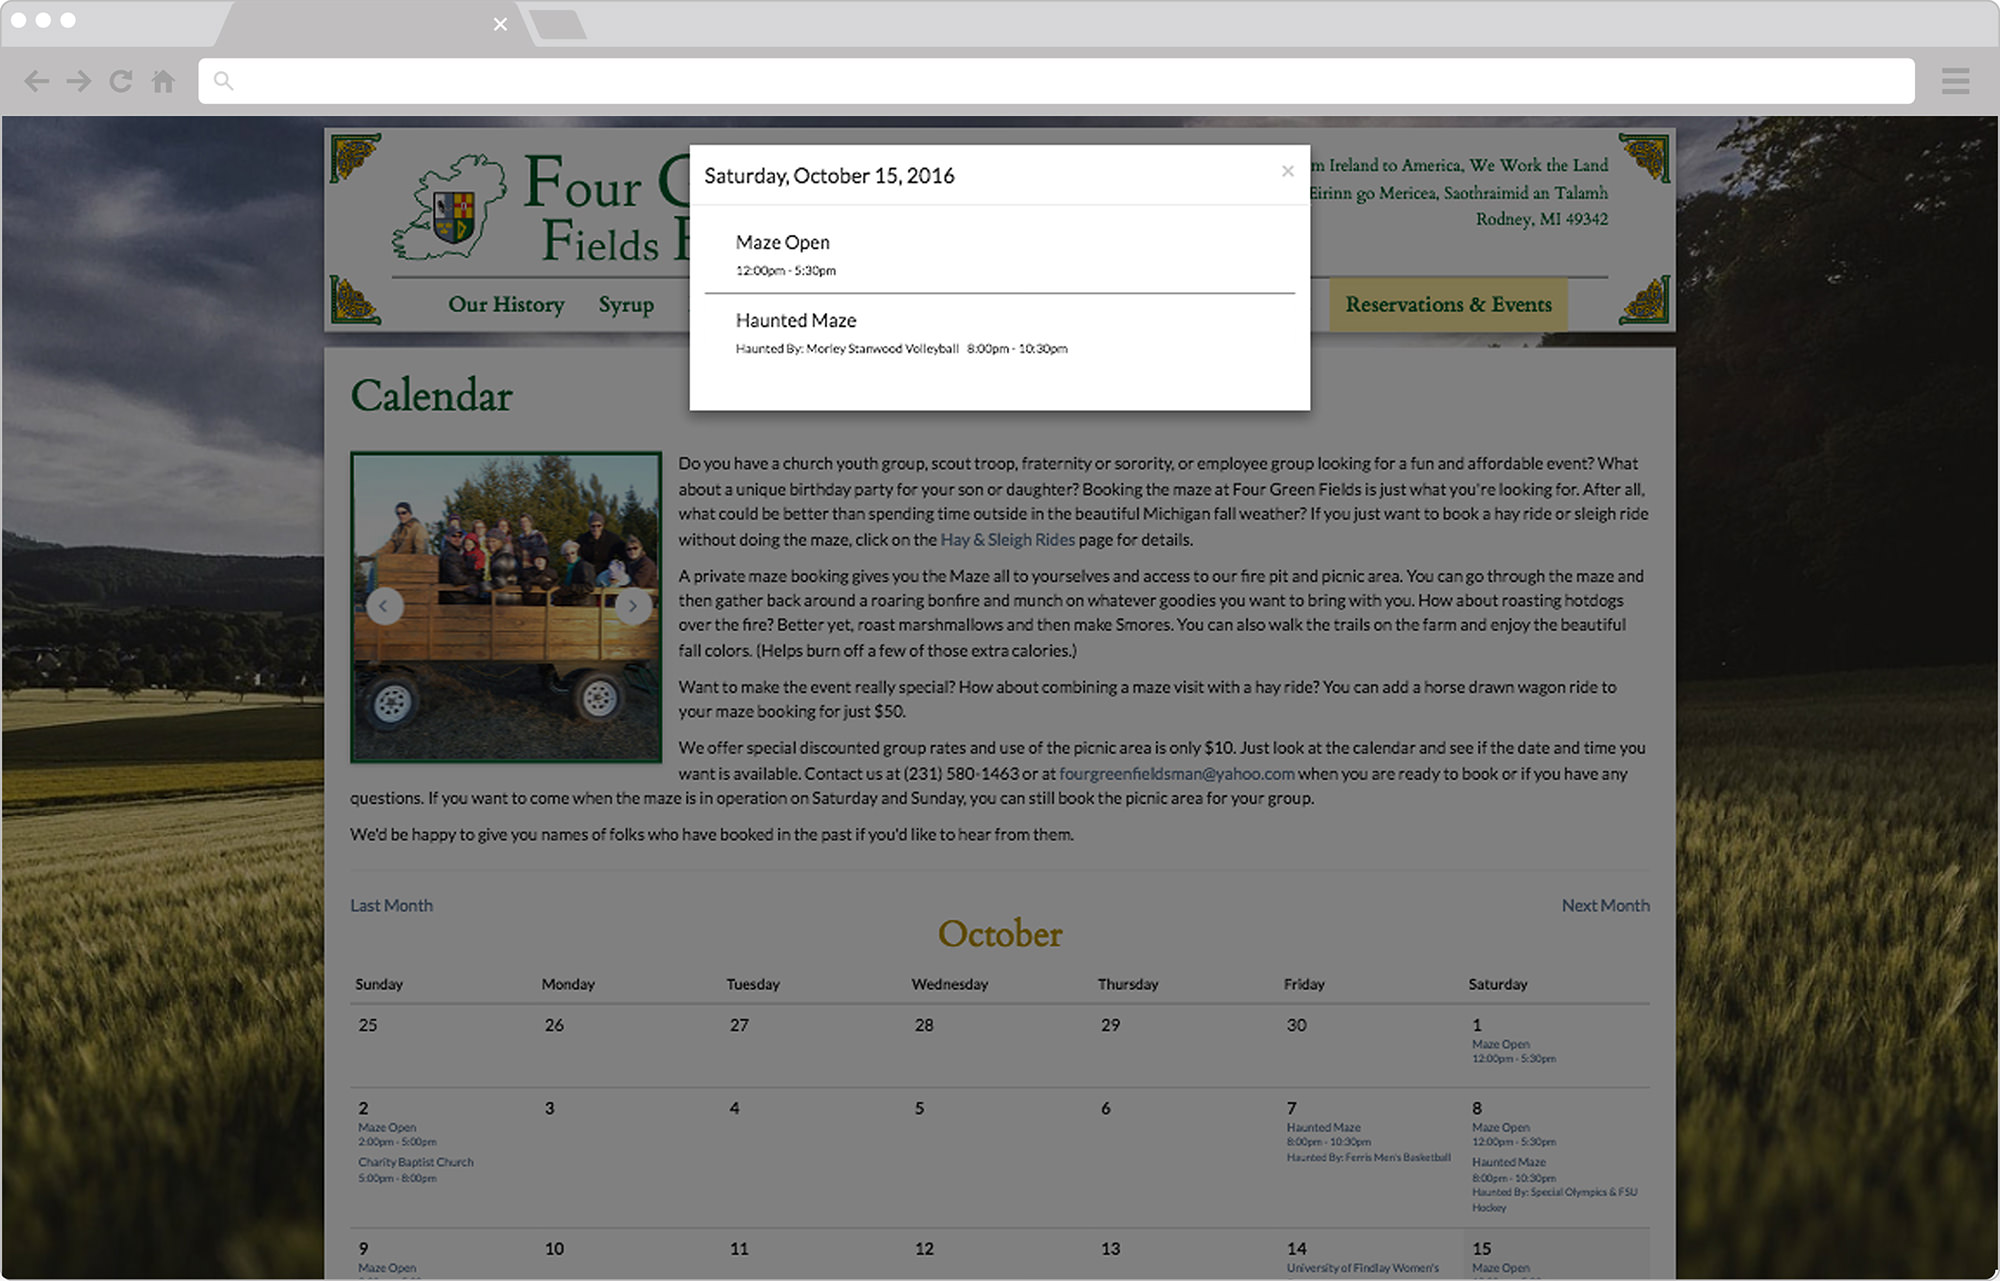 Four G
Fields F
m Ireland to America, We Work the Land
Eirinn go Mericea, Saothraimid an Talamh
Rodney, MI 49342
Our History Syrup Reservations & Events
Saturday, October 15, 2016 ×
Maze Open
12:00pm - 5:30pm
Haunted Maze
Haunted By: Morley Stanwood Volleyball 8:00pm - 10:30pm
Calendar
Do you have a church youth group, scout troop, fraternity or sorority, or employee group looking for a fun and affordable event? What
about a unique birthday party for your son or daughter? Booking the maze at Four Green Fields is just what you're looking for. After all,
what could be better than spending time outside in the beautiful Michigan fall weather? If you just want to book a hay ride or sleigh ride
without doing the maze, click on the Hay & Sleigh Rides page for details.
A private maze booking gives you the Maze all to yourselves and access to our fire pit and picnic area. You can go through the maze and
then gather back around a roaring bonfire and munch on whatever goodies you want to bring with you. How about roasting hotdogs
over the fire? Better yet, roast marshmallows and then make Smores. You can also walk the trails on the farm and enjoy the beautiful
fall colors. (Helps burn off a few of those extra calories.)
Want to make the event really special? How about combining a maze visit with a hay ride? You can add a horse drawn wagon ride to
your maze booking for just $50.
We offer special discounted group rates and use of the picnic area is only $10. Just look at the calendar and see if the date and time you
want is available. Contact us at (231) 580-1463 or at fourgreenfieldsman@yahoo.com when you are ready to book or if you have any
questions. If you want to come when the maze is in operation on Saturday and Sunday, you can still book the picnic area for your group.
We'd be happy to give you names of folks who have booked in the past if you'd like to hear from them.
Last Month Next Month
October
Sunday Monday Tuesday Wednesday Thursday Friday Saturday
25 26 27 28 29 30 1
Maze Open
12:00pm - 5:30pm
2 3 4 5 6 7 8
Maze Open Haunted Maze Maze Open
2:00pm - 5:00pm 8:00pm - 10:30pm 12:00pm - 5:30pm
Charity Baptist Church Haunted By: Ferris Men's Basketball Haunted Maze
5:00pm - 8:00pm 8:00pm - 10:30pm
Haunted By: Special Olympics & FSU
Hockey
9 10 11 12 13 14 15
Maze Open University of Findlay Women's Maze Open